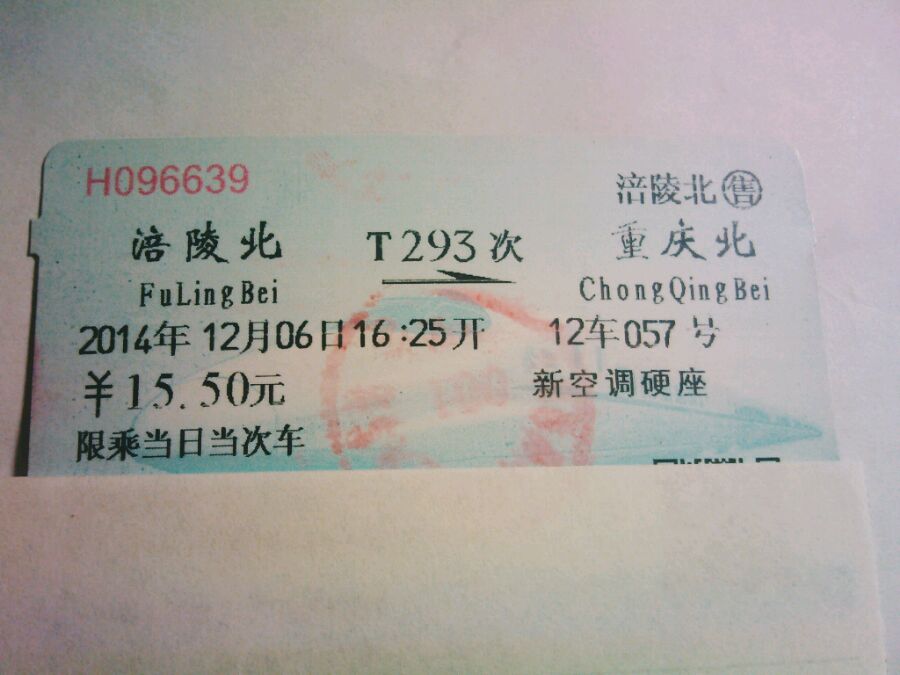 H096639 涪陵北 售
涪陵北 T293次 重庆北
FuLingBei ChongQingBei
2014年12月06日16:25开 12车057号
￥15.50元 新空调硬座
限乘当日当次车